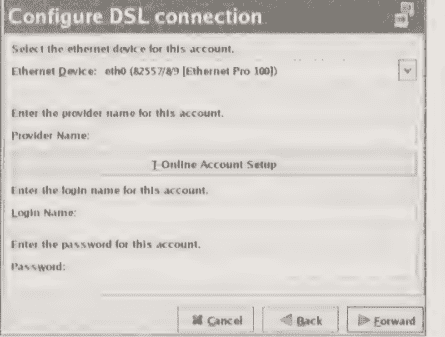 Configure DSL connection
Select the ethernet device for this account.
Ethernet Device: eth0 (82557/8/9 [Ethernet Pro 100])
Enter the provider name for this account.
Provider Name:
T-Online Account Setup
Enter the login name for this account.
Login Name:
Enter the password for this account.
Password:
Cancel
Back
Forward